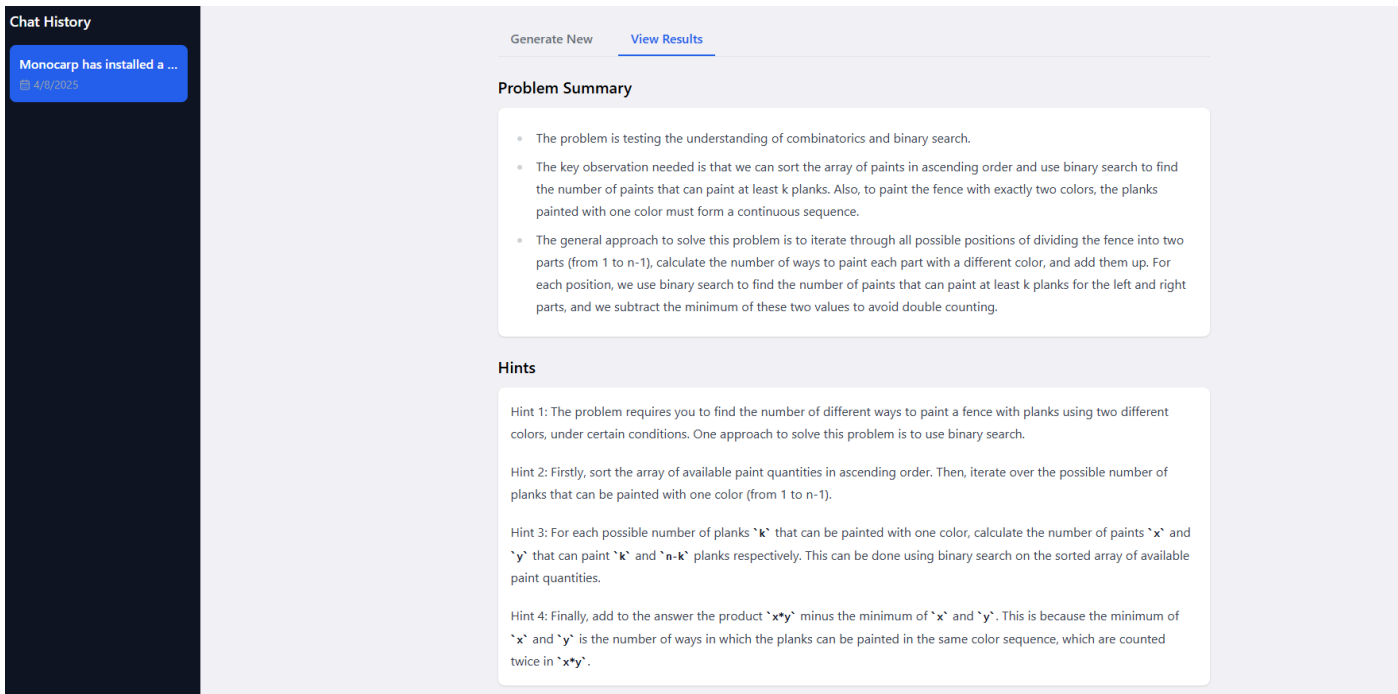 Chat History
Monocarp has installed a ...
4/8/2025
Generate New View Results
Problem Summary
The problem is testing the understanding of combinatorics and binary search.
The key observation needed is that we can sort the array of paints in ascending order and use binary search to find
the number of paints that can paint at least k planks. Also, to paint the fence with exactly two colors, the planks
painted with one color must form a continuous sequence.
The general approach to solve this problem is to iterate through all possible positions of dividing the fence into two
parts (from 1 to n-1), calculate the number of ways to paint each part with a different color, and add them up. For
each position, we use binary search to find the number of paints that can paint at least k planks for the left and right
parts, and we subtract the minimum of these two values to avoid double counting.
Hints
Hint 1: The problem requires you to find the number of different ways to paint a fence with planks using two different
colors, under certain conditions. One approach to solve this problem is to use binary search.
Hint 2: Firstly, sort the array of available paint quantities in ascending order. Then, iterate over the possible number of
planks that can be painted with one color (from 1 to n-1).
Hint 3: For each possible number of planks `k` that can be painted with one color, calculate the number of paints `x` and
`y` that can paint `k` and `n-k` planks respectively. This can be done using binary search on the sorted array of available
paint quantities.
Hint 4: Finally, add to the answer the product `x*y` minus the minimum of `x` and `y`. This is because the minimum of
`x` and `y` is the number of ways in which the planks can be painted in the same color sequence, which are counted
twice in `x*y`.